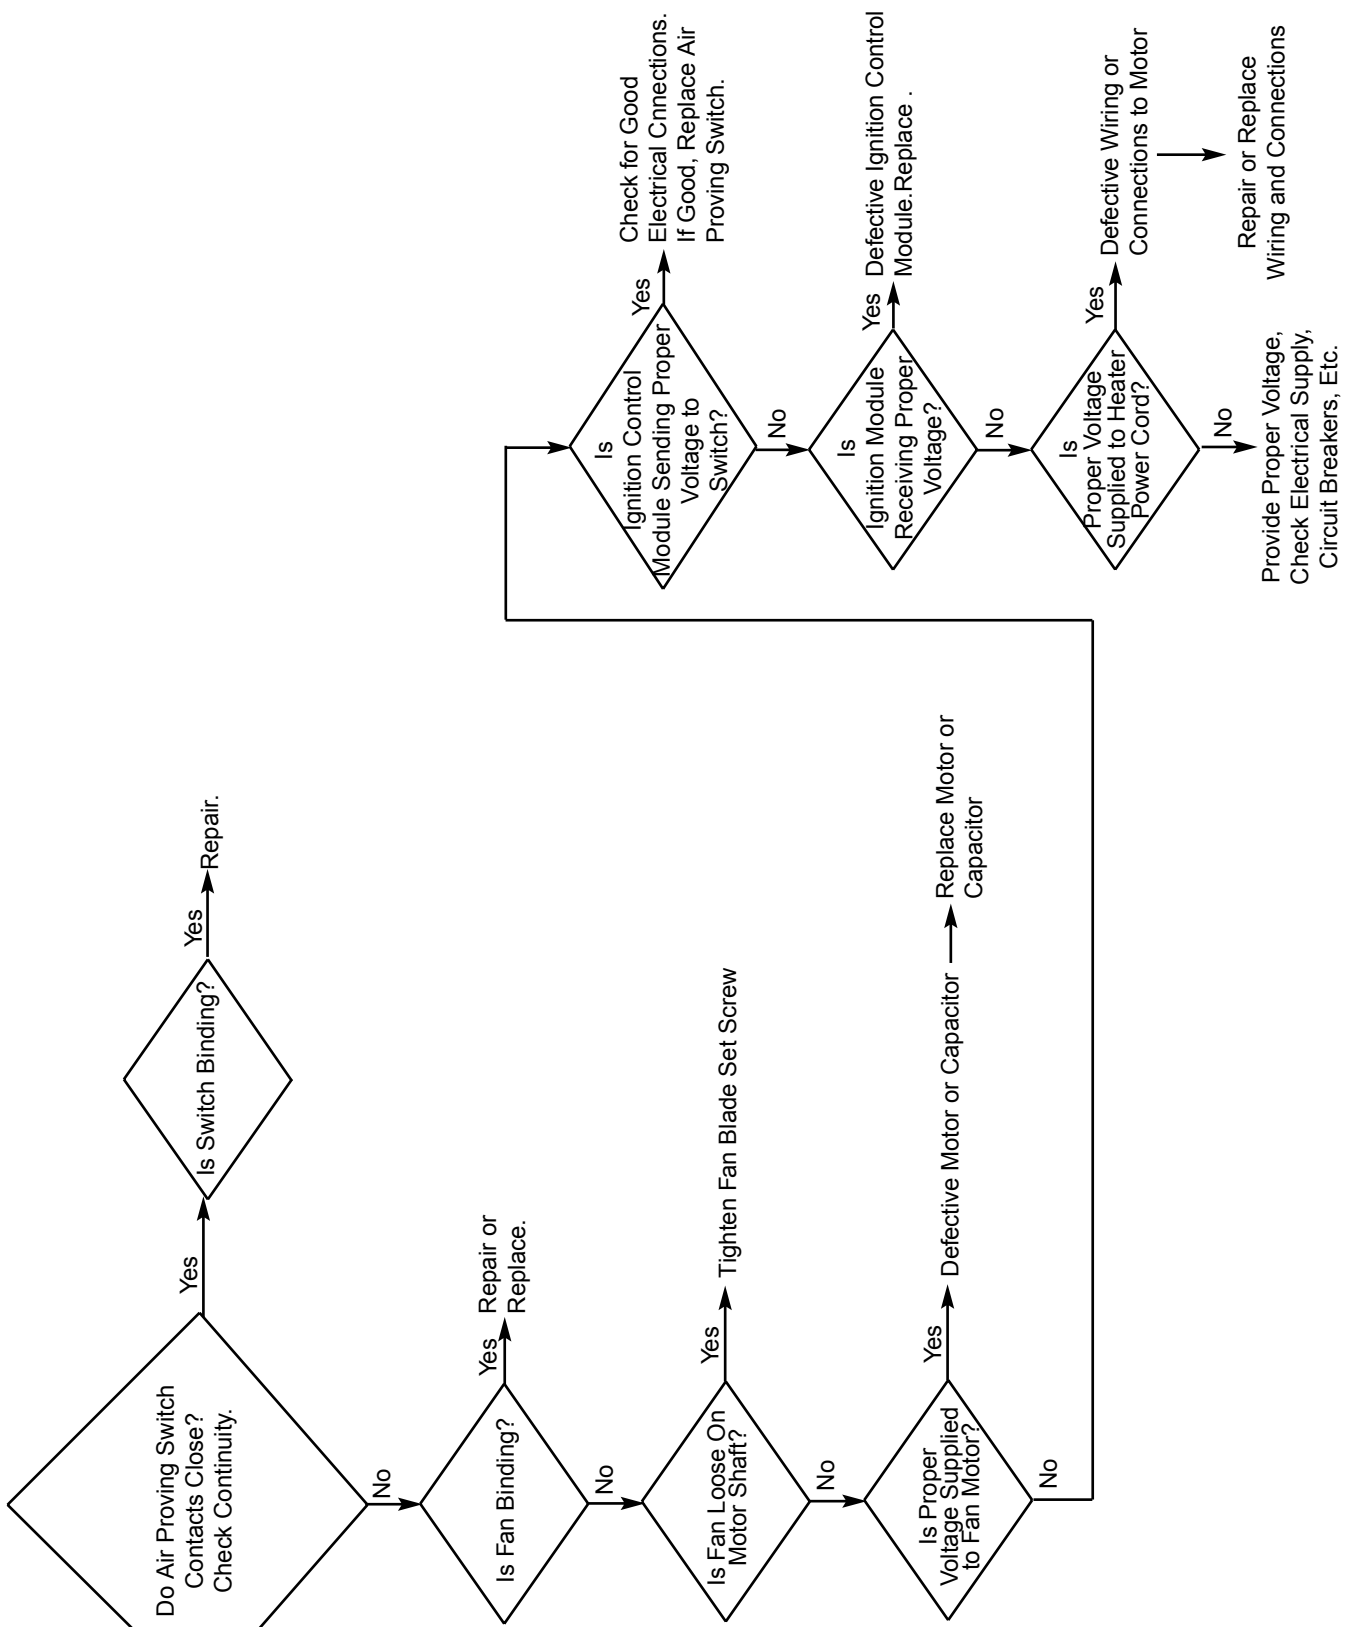 Do Air Proving Switch
Contacts Close?
Check Continuity.
Yes
Is Switch Binding?
Yes
Repair.
No
Is Fan Binding?
Yes
Repair or
Replace.
No
Is Fan Loose On
Motor Shaft?
Yes
Tighten Fan Blade Set Screw
No
Is Proper
Voltage Supplied
to Fan Motor?
Yes
Defective Motor or Capacitor
Replace Motor or
Capacitor
No
Is
Ignition Control
Module Sending Proper
Voltage to
Switch?
Yes
Check for Good
Electrical Cnnections.
If Good, Replace Air
Proving Switch.
No
Is
Ignition Module
Receiving Proper
Voltage?
Yes
Defective Ignition Control
Module.Replace .
No
Is
Proper Voltage
Supplied to Heater
Power Cord?
Yes
Defective Wiring or
Connections to Motor
Repair or Replace
Wiring and Connections
No
Provide Proper Voltage,
Check Electrical Supply,
Circuit Breakers, Etc.